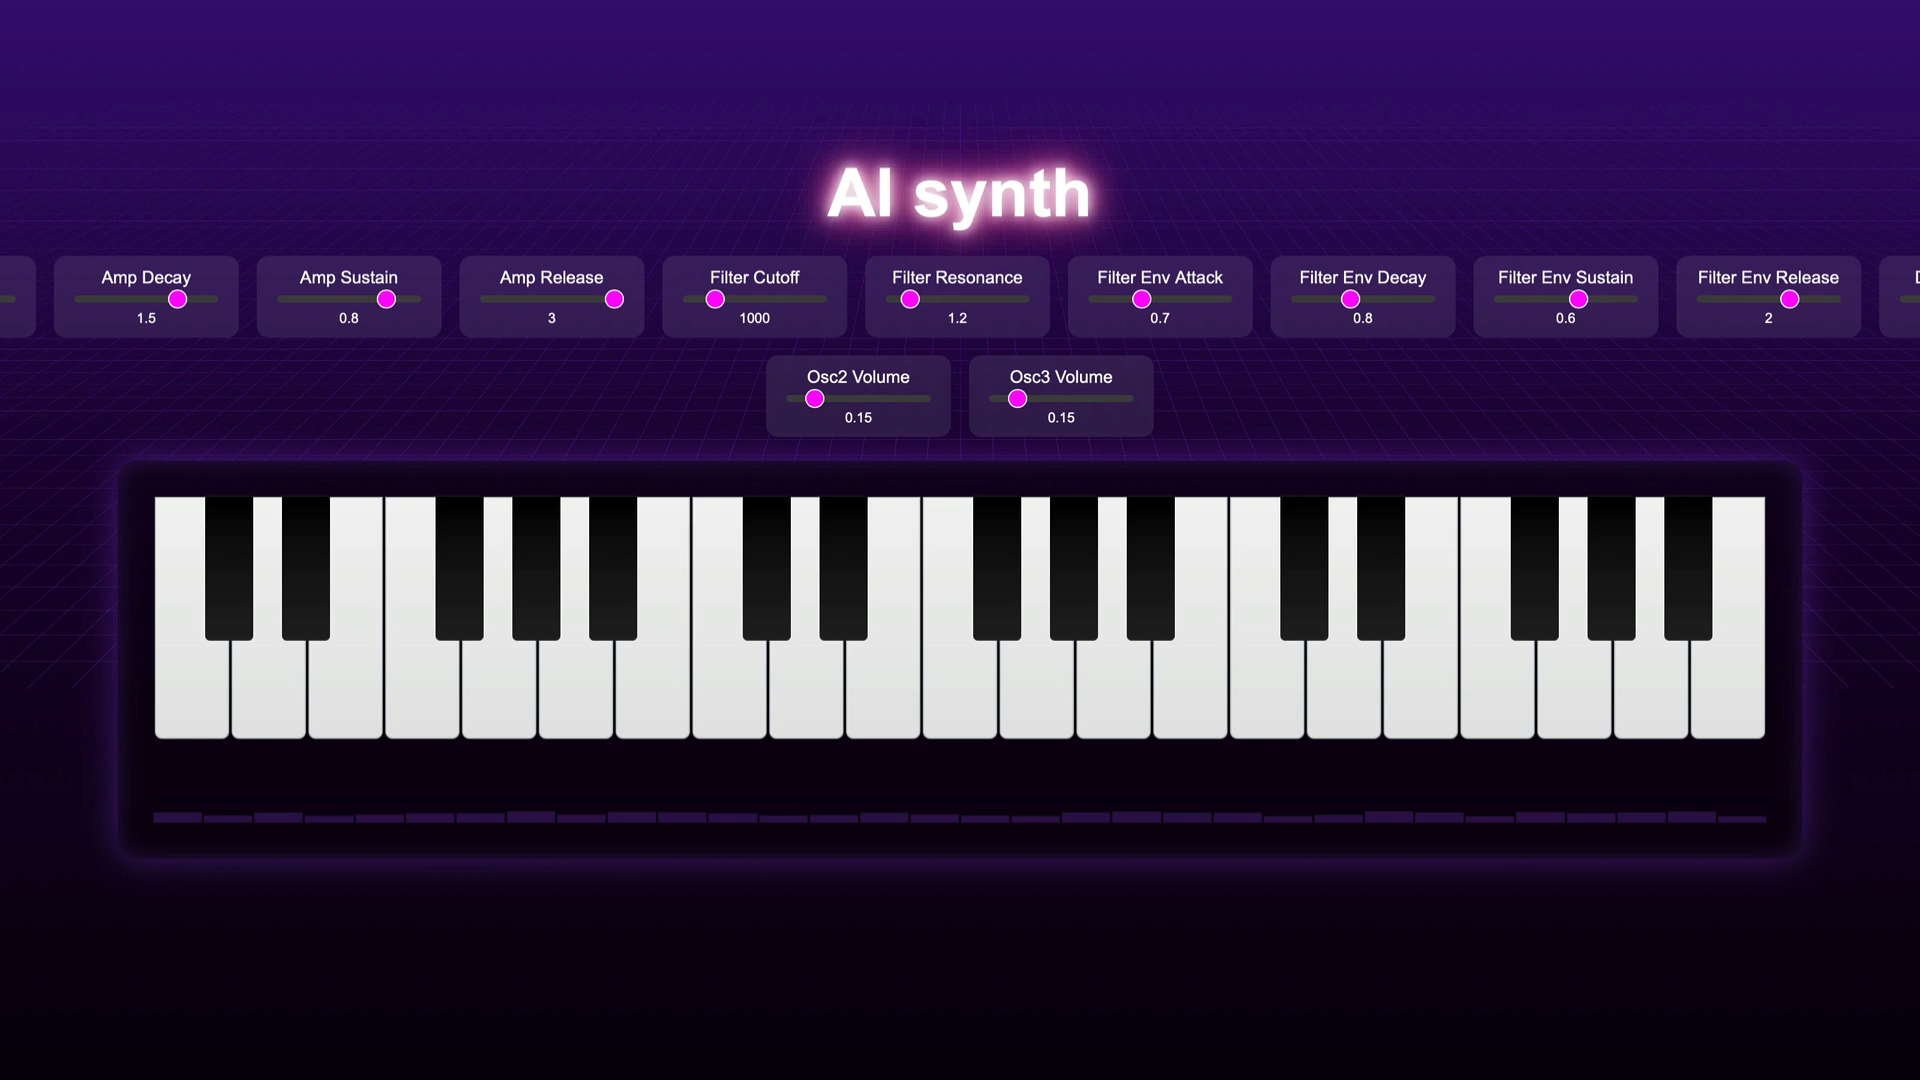 AI synth
Amp Decay
1.5
Amp Sustain
0.8
Amp Release
3
Filter Cutoff
1000
Filter Resonance
1.2
Filter Env Attack
0.7
Filter Env Decay
0.8
Filter Env Sustain
0.6
Filter Env Release
2
Osc2 Volume
0.15
Osc3 Volume
0.15